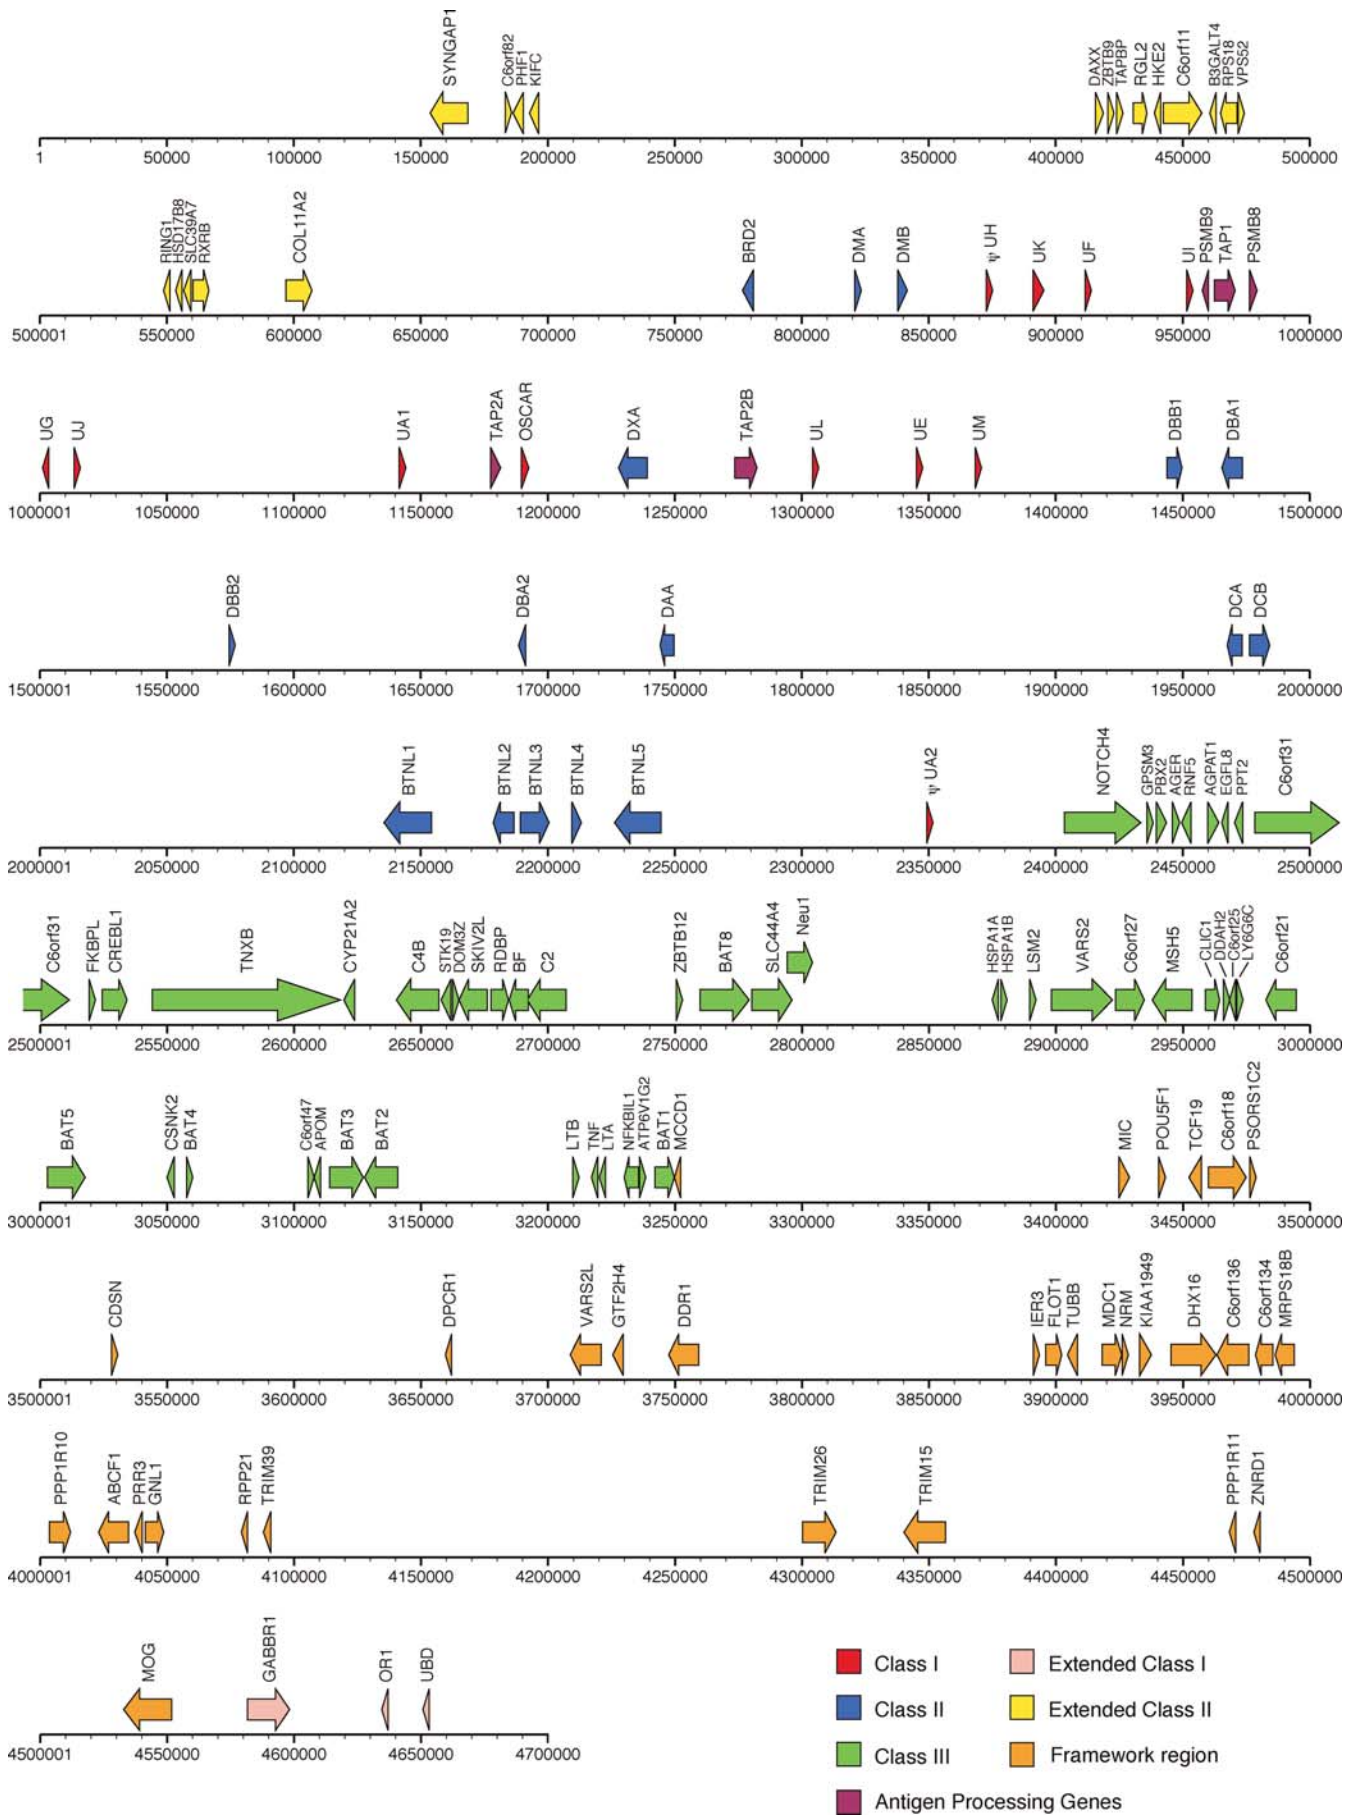 SYNGAP1 C6orf82 PHF1 KIFC DAXX ZBTB9 TAPBP RGL2 HKE2 C6orf11 B3GALT4 RPS18 VPS52
1 50000 100000 150000 200000 250000 300000 350000 400000 450000 500000
RING1 HSD17B8 SLC39A7 RXRB COL11A2 BRD2 DMA DMB ψ UH UK UF UI PSMB9 TAP1 PSMB8
500001 550000 600000 650000 700000 750000 800000 850000 900000 950000 1000000
UG UJ UA1 TAP2A OSCAR DXA TAP2B UL UE UM DBB1 DBA1
1000001 1050000 1100000 1150000 1200000 1250000 1300000 1350000 1400000 1450000 1500000
DBB2 DBA2 DAA DCA DCB
1500001 1550000 1600000 1650000 1700000 1750000 1800000 1850000 1900000 1950000 2000000
BTNL1 BTNL2 BTNL3 BTNL4 BTNL5 ψ UA2 NOTCH4 GPSM3 PBX2 AGER RNF5 AGPAT1 EGFL8 PPT2 C6orf31
2000001 2050000 2100000 2150000 2200000 2250000 2300000 2350000 2400000 2450000 2500000
C6orf31 FKBPL CREBL1 TNXB CYP21A2 C4B STK19 DOM3Z SKIV2L RDBP BF C2 ZBTB12 BAT8 SLC44A4 Neu1 HSPA1A HSPA1B LSM2 VARS2 C6orf27 MSH5 CLIC1 DDAH2 C6orf25 LY6G6C C6orf21
2500001 2550000 2600000 2650000 2700000 2750000 2800000 2850000 2900000 2950000 3000000
BAT5 CSNK2 BAT4 C6orf47 APOM BAT3 BAT2 LTB TNF LTA NFKBIL1 ATP6V1G2 BAT1 MCCD1 MIC POU5F1 TCF19 C6orf18 PSORS1C2
3000001 3050000 3100000 3150000 3200000 3250000 3300000 3350000 3400000 3450000 3500000
CDSN DPCR1 VARS2L GTF2H4 DDR1 IER3 FLOT1 TUBB MDC1 NRM KIAA1949 DHX16 C6orf136 C6orf134 MRPS18B
3500001 3550000 3600000 3650000 3700000 3750000 3800000 3850000 3900000 3950000 4000000
PPP1R10 ABCF1 PRR3 GNL1 RPP21 TRIM39 TRIM26 TRIM15 PPP1R11 ZNRD1
4000001 4050000 4100000 4150000 4200000 4250000 4300000 4350000 4400000 4450000 4500000
MOG GABBR1 OR1 UBD
4500001 4550000 4600000 4650000 4700000
Class I Extended Class I
Class II Extended Class II
Class III Framework region
Antigen Processing Genes